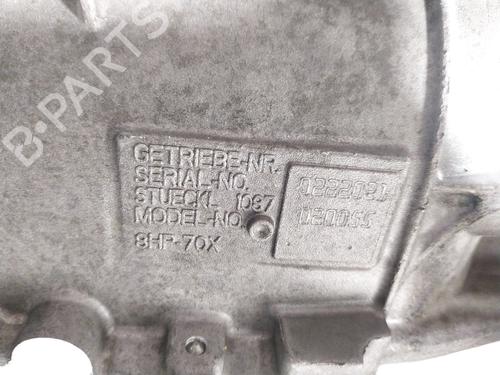 B-PARTS
GETRIEBE-NR.
SERIAL-NO.
STUECKL. 1087
MODEL-NO.
8HP-70X